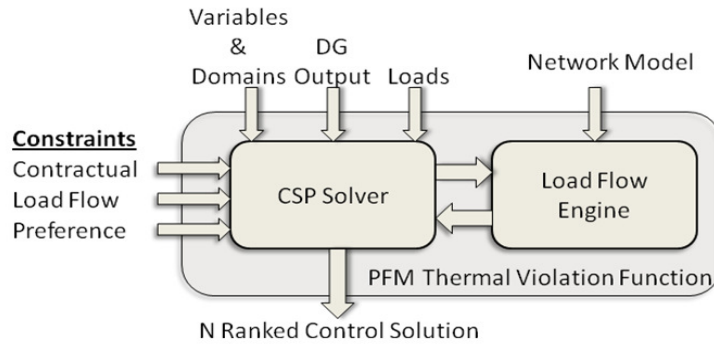 Variables
&
Domains
DG
Output
Loads
Network Model
Constraints
Contractual
Load Flow
Preference
CSP Solver
Load Flow
Engine
PFM Thermal Violation Function
N Ranked Control Solution